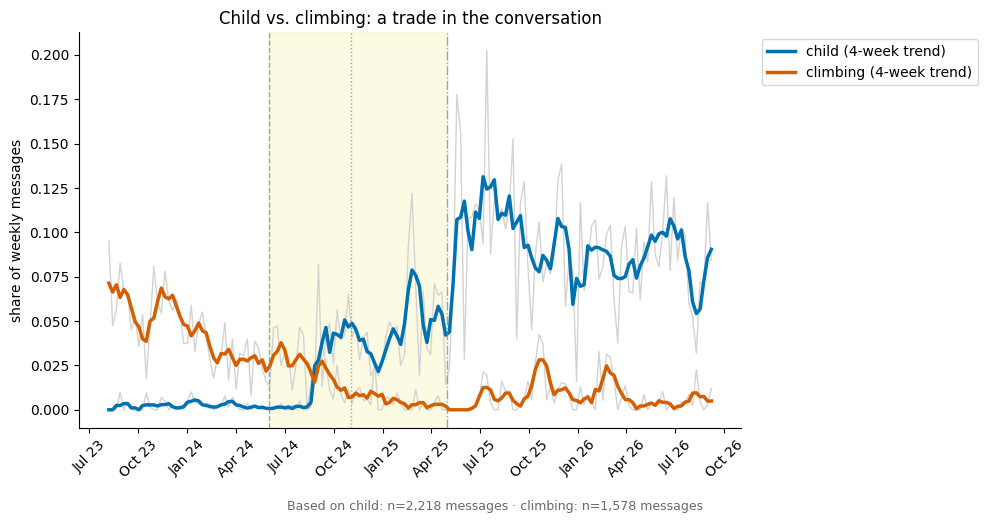 Child vs. climbing: a trade in the conversation
child (4-week trend)
climbing (4-week trend)
share of weekly messages
0.200
0.175
0.150
0.125
0.100
0.075
0.050
0.025
0.000
Jul 23
Oct 23
Jan 24
Apr 24
Jul 24
Oct 24
Jan 25
Apr 25
Jul 25
Oct 25
Jan 26
Apr 26
Jul 26
Oct 26
Based on child: n=2,218 messages · climbing: n=1,578 messages